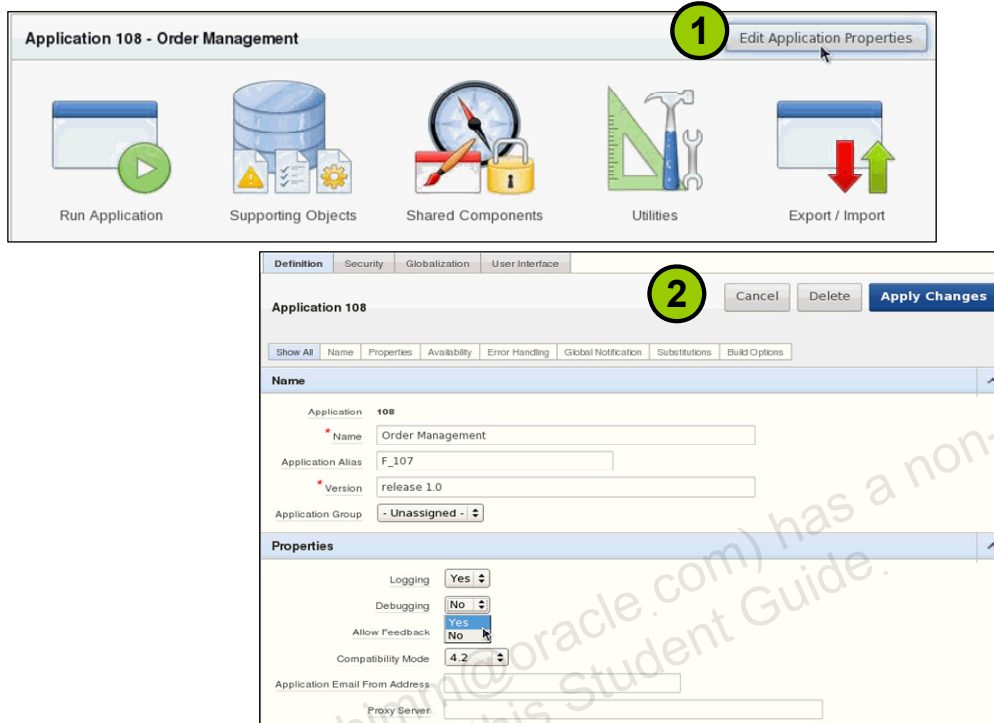 Application 108 - Order Management
1
Edit Application Properties
Run Application
Supporting Objects
Shared Components
Utilities
Export / Import
Definition Security Globalization User Interface
Application 108
2
Cancel Delete Apply Changes
Show All Name Properties Availability Error Handling Global Notification Substitutions Build Options
Name
Application 108
* Name Order Management
Application Alias F_107
* Version release 1.0
Application Group - Unassigned -
Properties
Logging Yes
Debugging No
Yes
Allow Feedback No
Compatibility Mode 4.2
Application Email From Address
Proxy Server
himm@oracle.com) has a non-
this Student Guide.